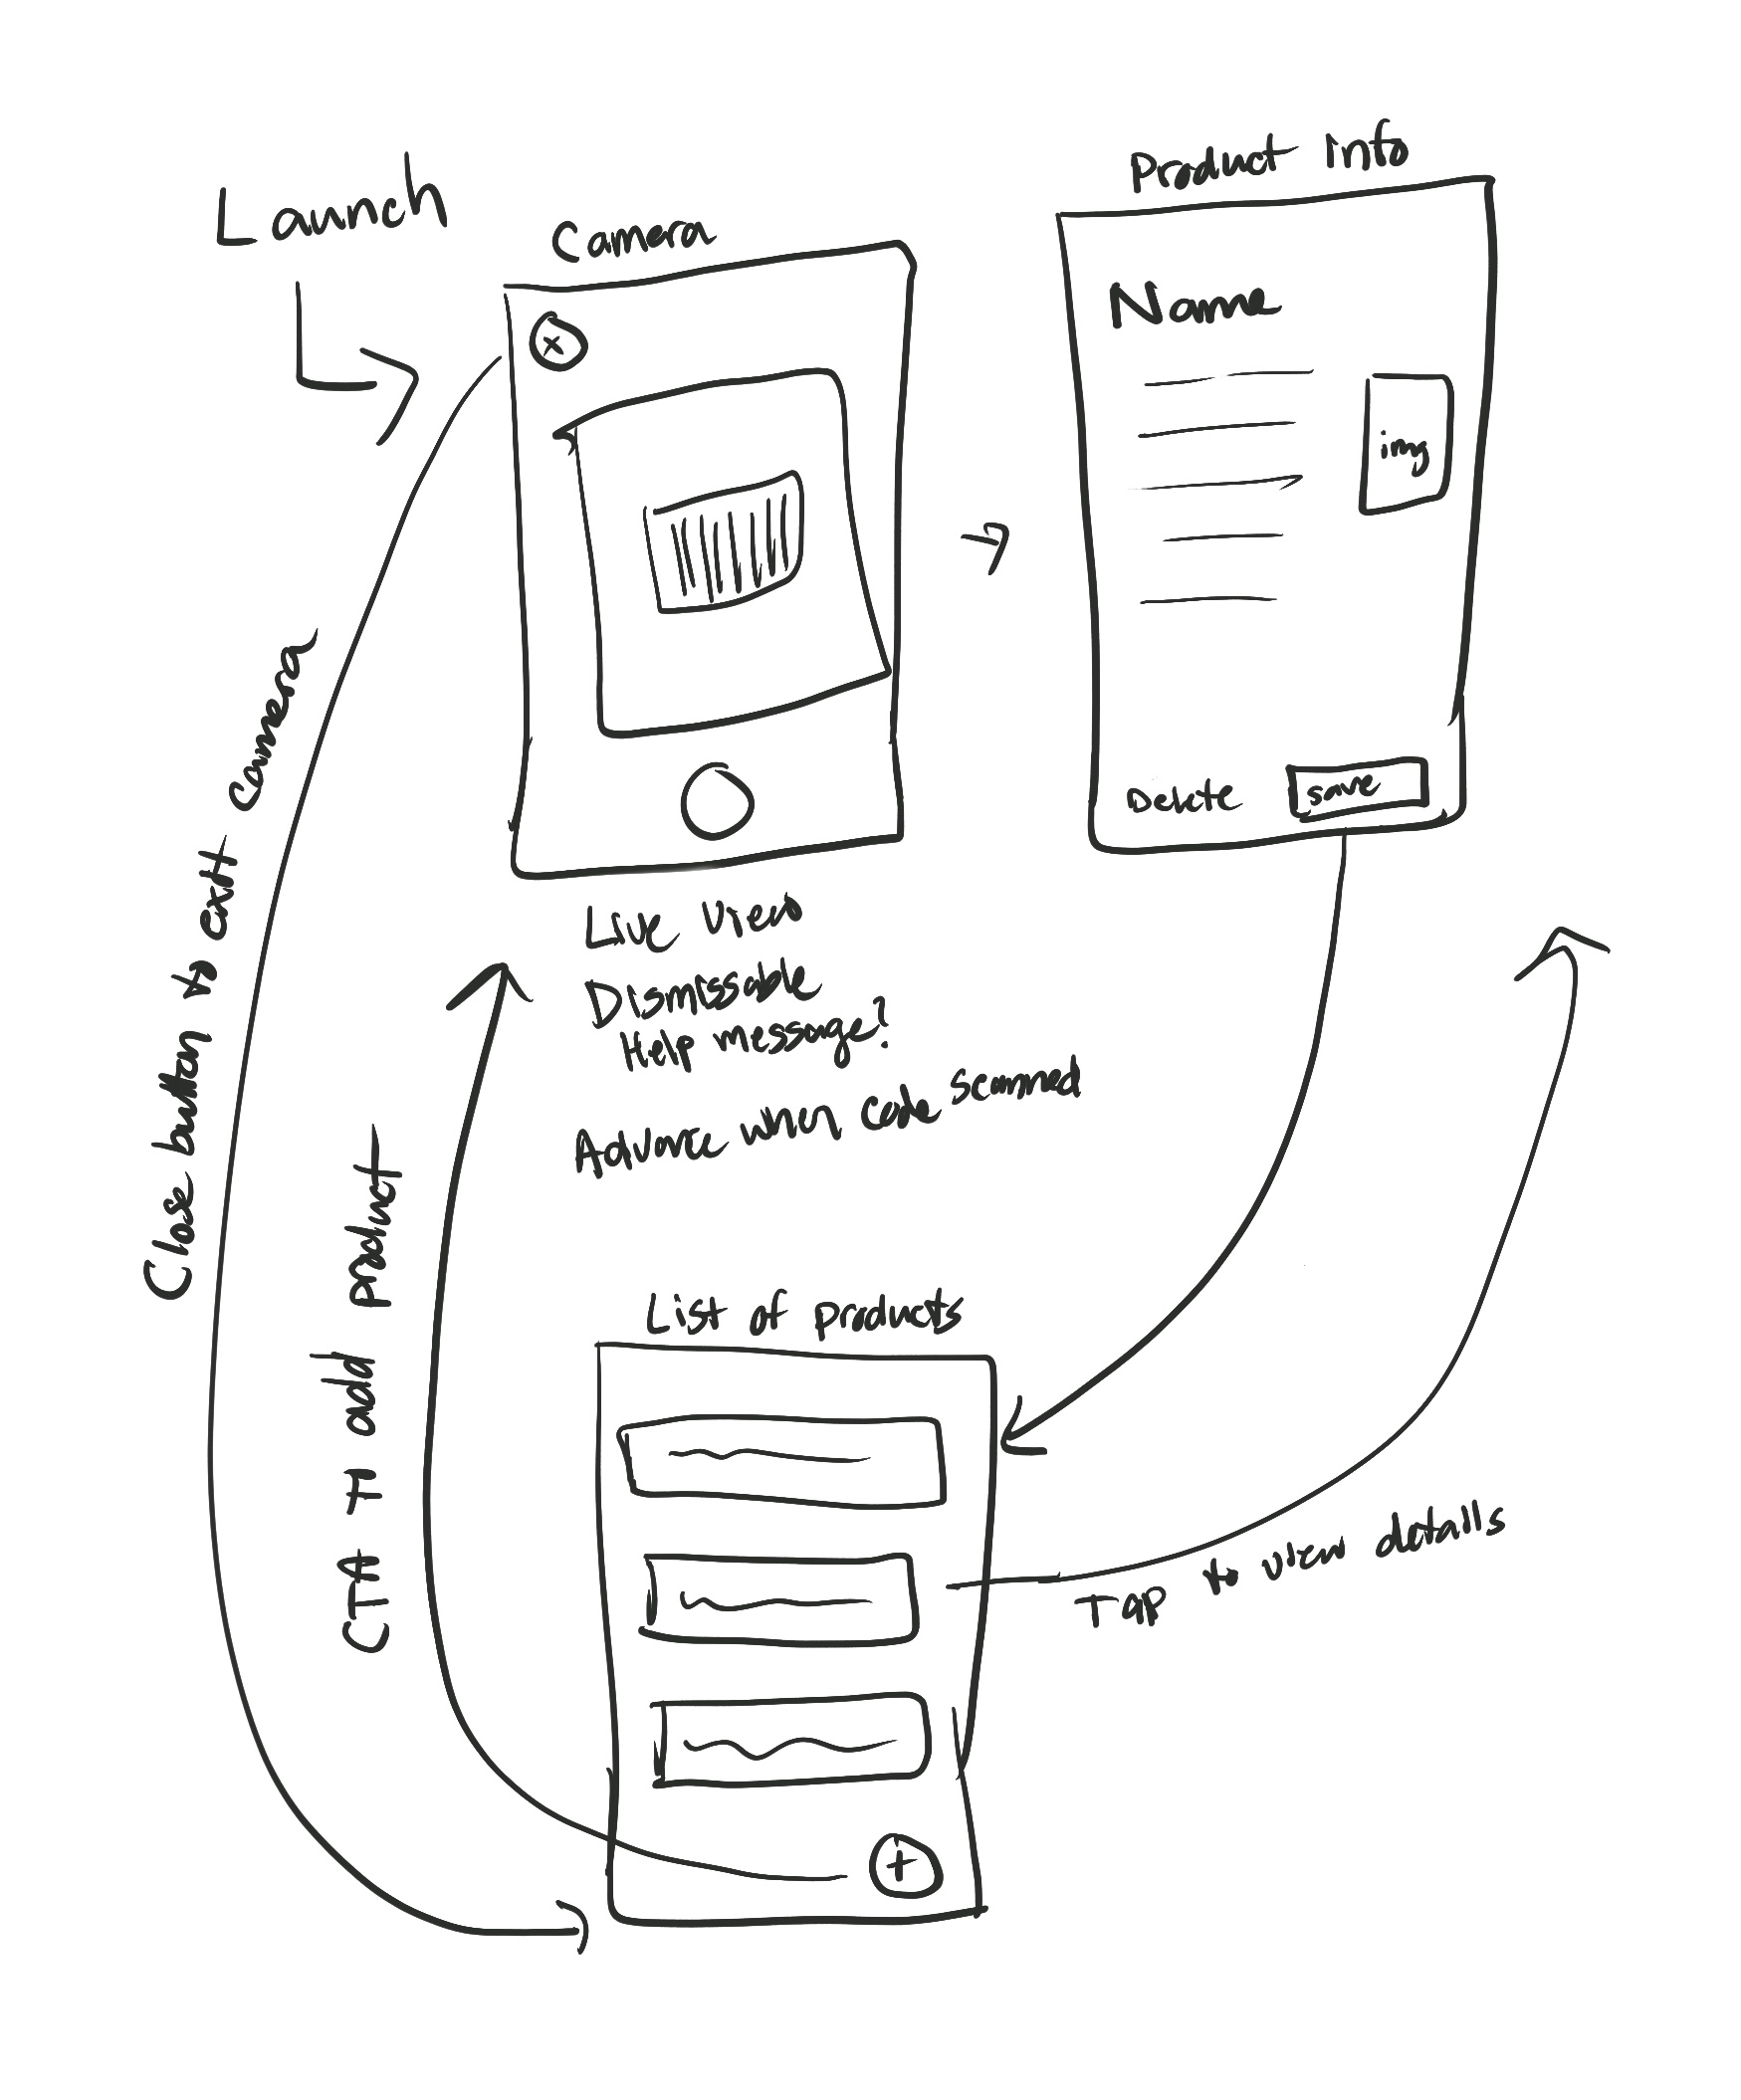 Launch
Camera
x
Product Info
Name
img
Delete
save
Live view
Dismissable
Help message?
Advance when code scanned
Close button to exit camera
CTA to add product
List of products
Tap to view details
+